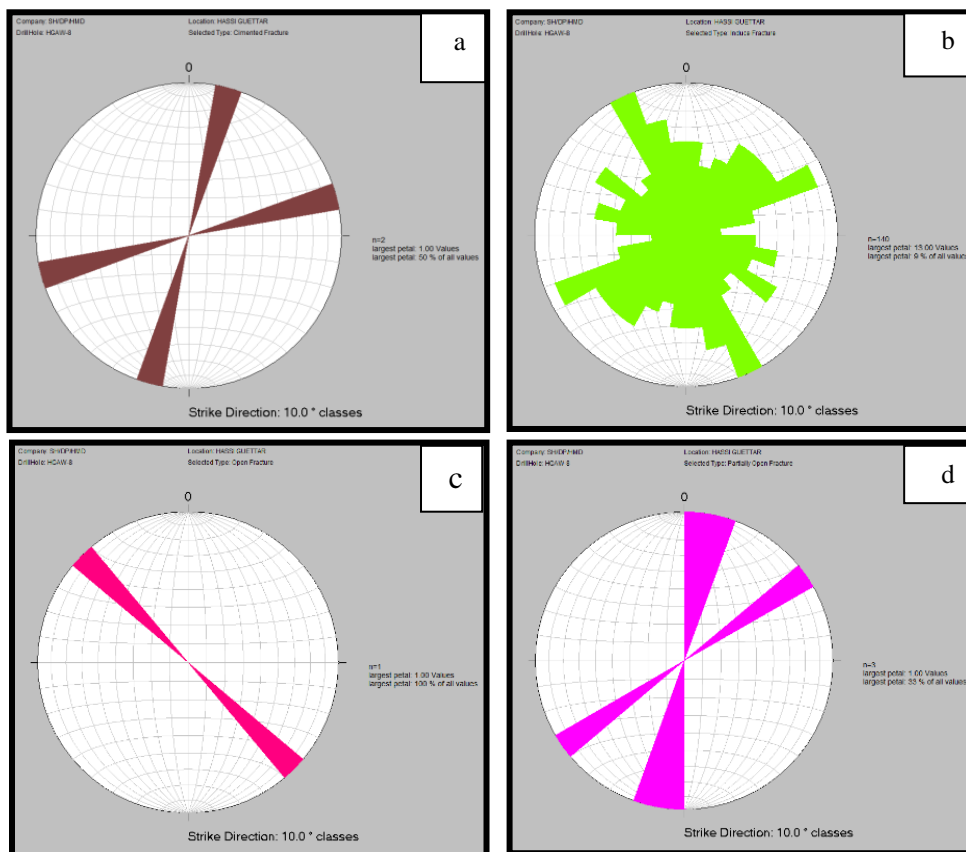 Company: SH/DP/HMD Location: HASSI GUETTAR
DrillHole: HGAW-8 Selected Type: Cimented Fracture
a
0
n=2
largest petal: 1.00 Values
largest petal: 50 % of all values
Strike Direction: 10.0 ° classes
Company: SH/DP/HMD Location: HASSI GUETTAR
DrillHole: HGAW-8 Selected Type: Induce Fracture
b
0
n=140
largest petal: 13.00 Values
largest petal: 9 % of all values
Strike Direction: 10.0 ° classes
Company: SH/DP/HMD Location: HASSI GUETTAR
DrillHole: HGAW-8 Selected Type: Open Fracture
c
0
n=1
largest petal: 1.00 Values
largest petal: 100 % of all values
Strike Direction: 10.0 ° classes
Company: SH/DP/HMD Location: HASSI GUETTAR
DrillHole: HGAW-8 Selected Type: Partially Open Fracture
d
0
n=3
largest petal: 1.00 Values
largest petal: 33 % of all values
Strike Direction: 10.0 ° classes